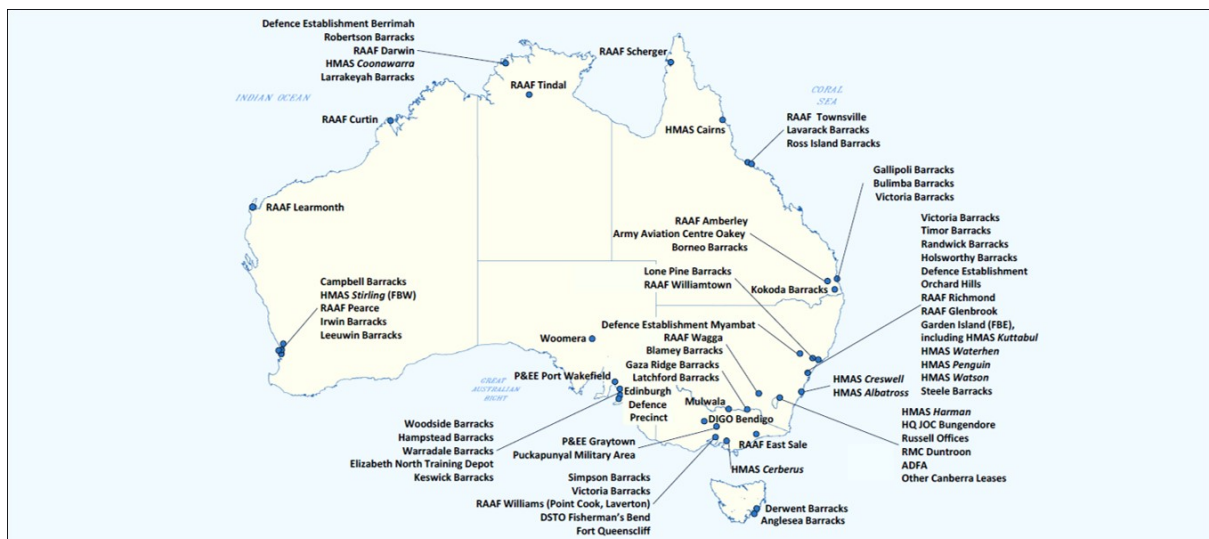 Defence Establishment Berrimah
Robertson Barracks
RAAF Darwin
HMAS Coonawarra
Larrakeyah Barracks
RAAF Scherger
RAAF Tindal
INDIAN OCEAN
CORAL
SEA
RAAF Curtin
HMAS Cairns
RAAF Townsville
Lavarack Barracks
Ross Island Barracks
Gallipoli Barracks
Bulimba Barracks
Victoria Barracks
RAAF Learmonth
RAAF Amberley
Army Aviation Centre Oakey
Borneo Barracks
Lone Pine Barracks
RAAF Williamtown
Kokoda Barracks
Victoria Barracks
Timor Barracks
Randwick Barracks
Holsworthy Barracks
Defence Establishment
Orchard Hills
RAAF Richmond
RAAF Glenbrook
Garden Island (FBE),
including HMAS Kuttabul
HMAS Waterhen
HMAS Penguin
HMAS Watson
Steele Barracks
Campbell Barracks
HMAS Stirling (FBW)
RAAF Pearce
Irwin Barracks
Leeuwin Barracks
Woomera
Defence Establishment Myambat
RAAF Wagga
Blamey Barracks
Gaza Ridge Barracks
Latchford Barracks
Mulwala
GREAT
AUSTRALIAN
BIGHT
P&EE Port Wakefield
Edinburgh
Defence
Precinct
HMAS Creswell
HMAS Albatross
DIGO Bendigo
RAAF East Sale
HMAS Harman
HQ JOC Bungendore
Russell Offices
RMC Duntroon
ADFA
Other Canberra Leases
Woodside Barracks
Hampstead Barracks
Warradale Barracks
Elizabeth North Training Depot
Keswick Barracks
P&EE Graytown
Puckapunyal Military Area
HMAS Cerberus
Simpson Barracks
Victoria Barracks
RAAF Williams (Point Cook, Laverton)
DSTO Fisherman's Bend
Fort Queenscliff
Derwent Barracks
Anglesea Barracks